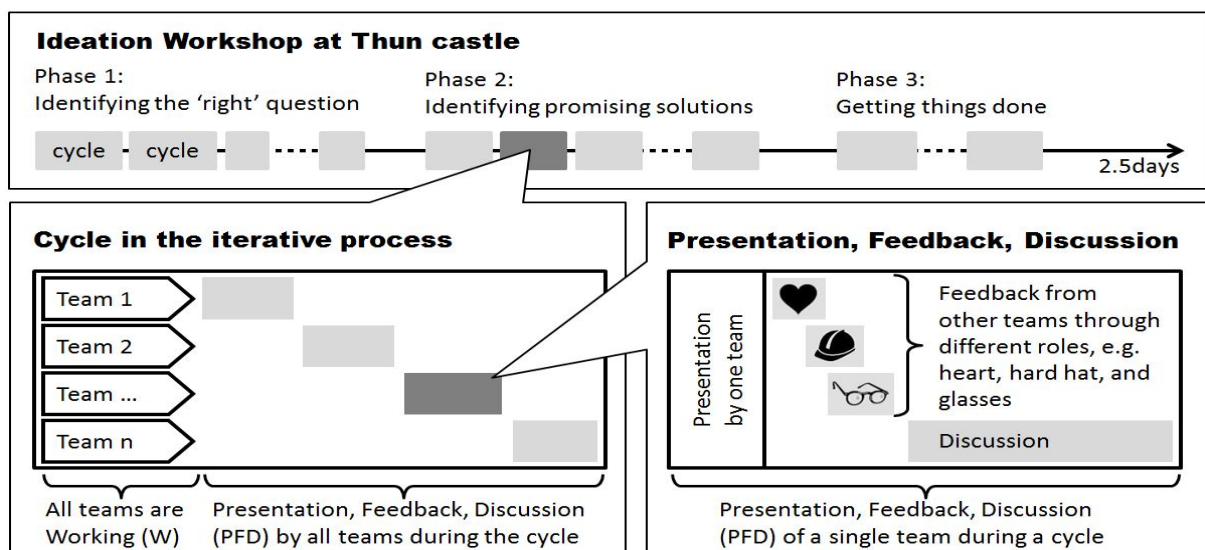 Ideation Workshop at Thun castle
Phase 1:
Identifying the ‘right’ question
Phase 2:
Identifying promising solutions
Phase 3:
Getting things done
cycle
cycle
2.5days
Cycle in the iterative process
Team 1
Team 2
Team ...
Team n
All teams are
Working (W)
Presentation, Feedback, Discussion
(PFD) by all teams during the cycle
Presentation, Feedback, Discussion
Presentation
by one team
Feedback from
other teams through
different roles, e.g.
heart, hard hat, and
glasses
Discussion
Presentation, Feedback, Discussion
(PFD) of a single team during a cycle